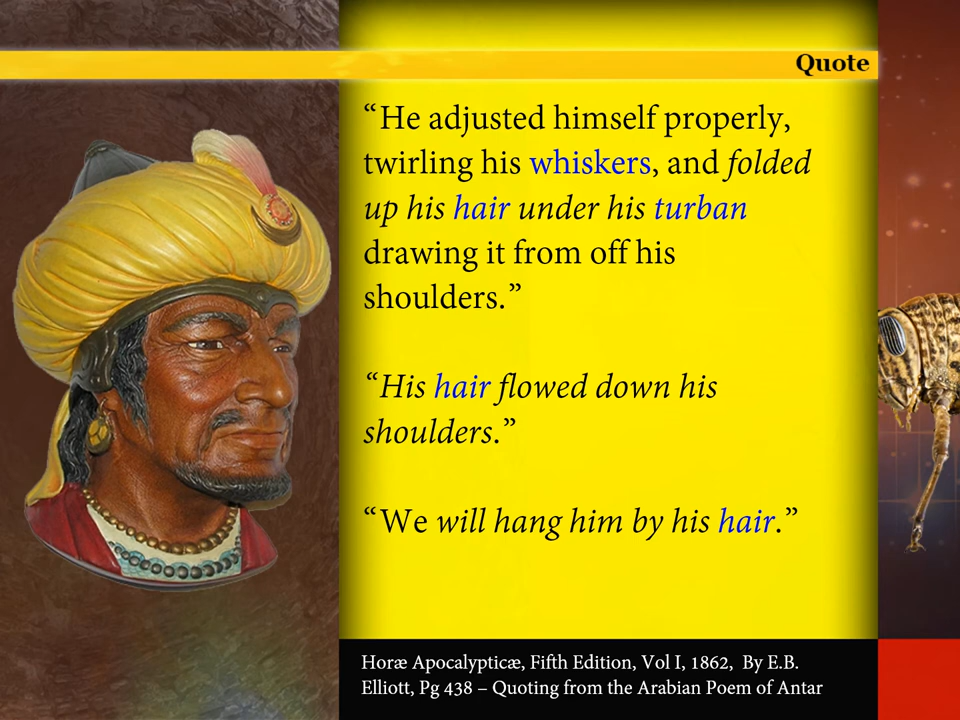 Quote
“He adjusted himself properly,
twirling his whiskers, and folded
up his hair under his turban
drawing it from off his
shoulders.”
“His hair flowed down his
shoulders.”
“We will hang him by his hair.”
Horæ Apocalypticæ, Fifth Edition, Vol I, 1862, By E.B.
Elliott, Pg 438 – Quoting from the Arabian Poem of Antar